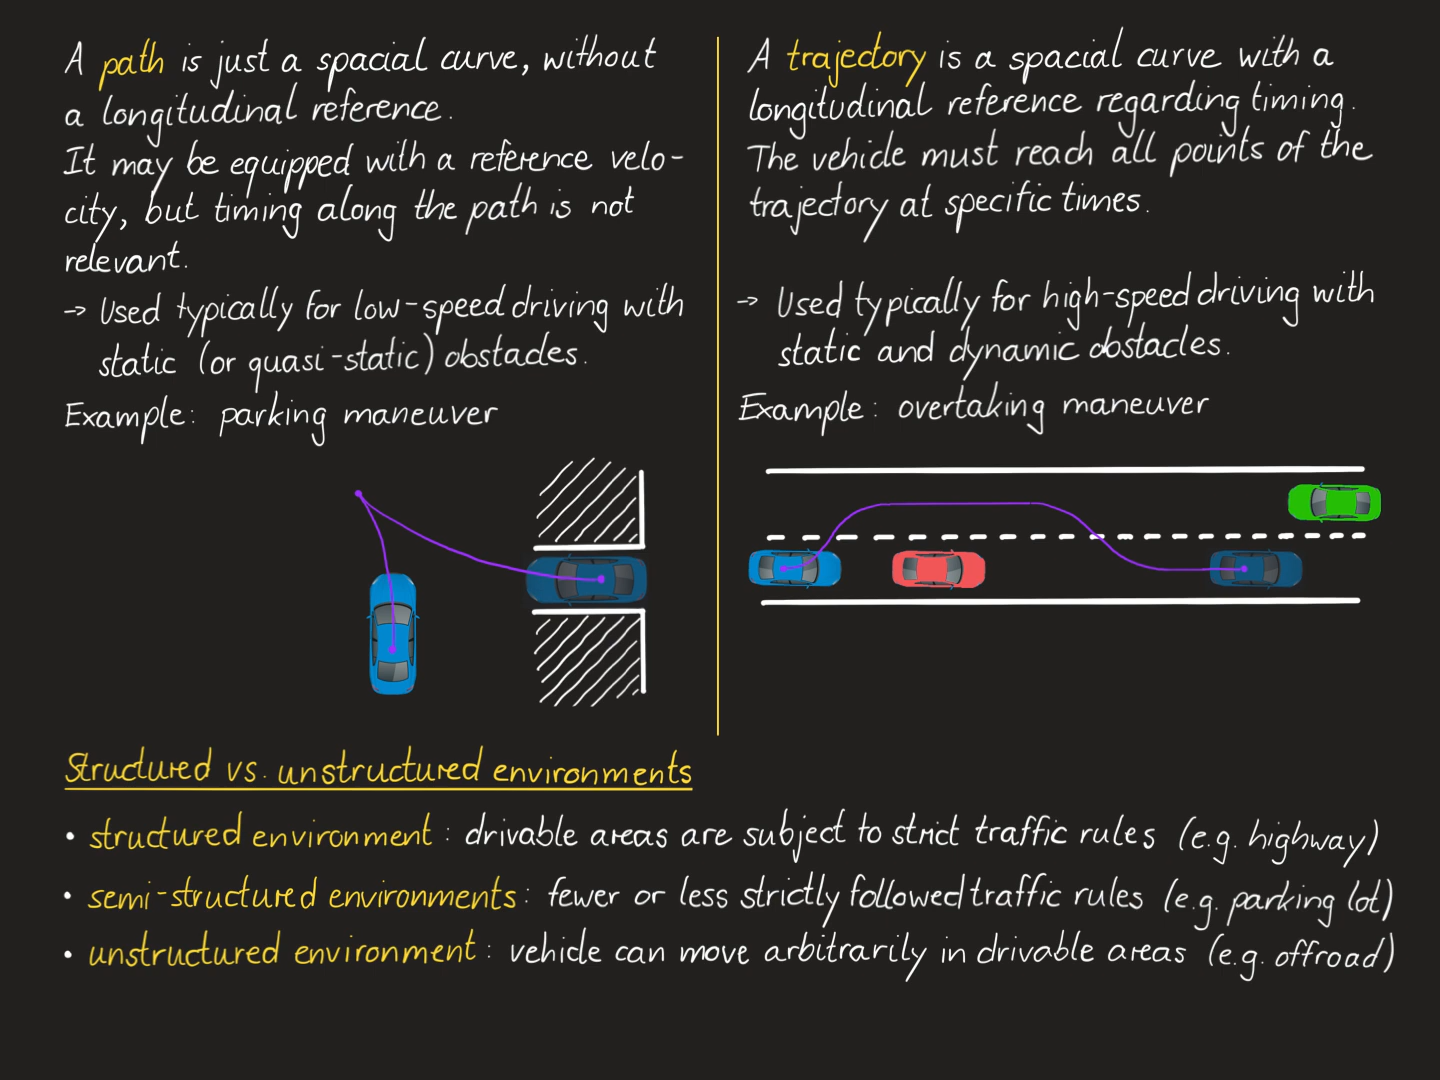 A path is just a spacial curve, without
a longitudinal reference.
It may be equipped with a reference velo-
city, but timing along the path is not
relevant.
→ Used typically for low-speed driving with
static (or quasi-static) obstacles.
Example: parking maneuver
A trajectory is a spacial curve with a
longitudinal reference regarding timing.
The vehicle must reach all points of the
trajectory at specific times.
→ Used typically for high-speed driving with
static and dynamic obstacles.
Example: overtaking maneuver
Structured vs. unstructured environments
• structured environment: drivable areas are subject to strict traffic rules (e.g. highway)
• semi-structured environments: fewer or less strictly followed traffic rules (e.g. parking lot)
• unstructured environment: vehicle can move arbitrarily in drivable areas (e.g. offroad)